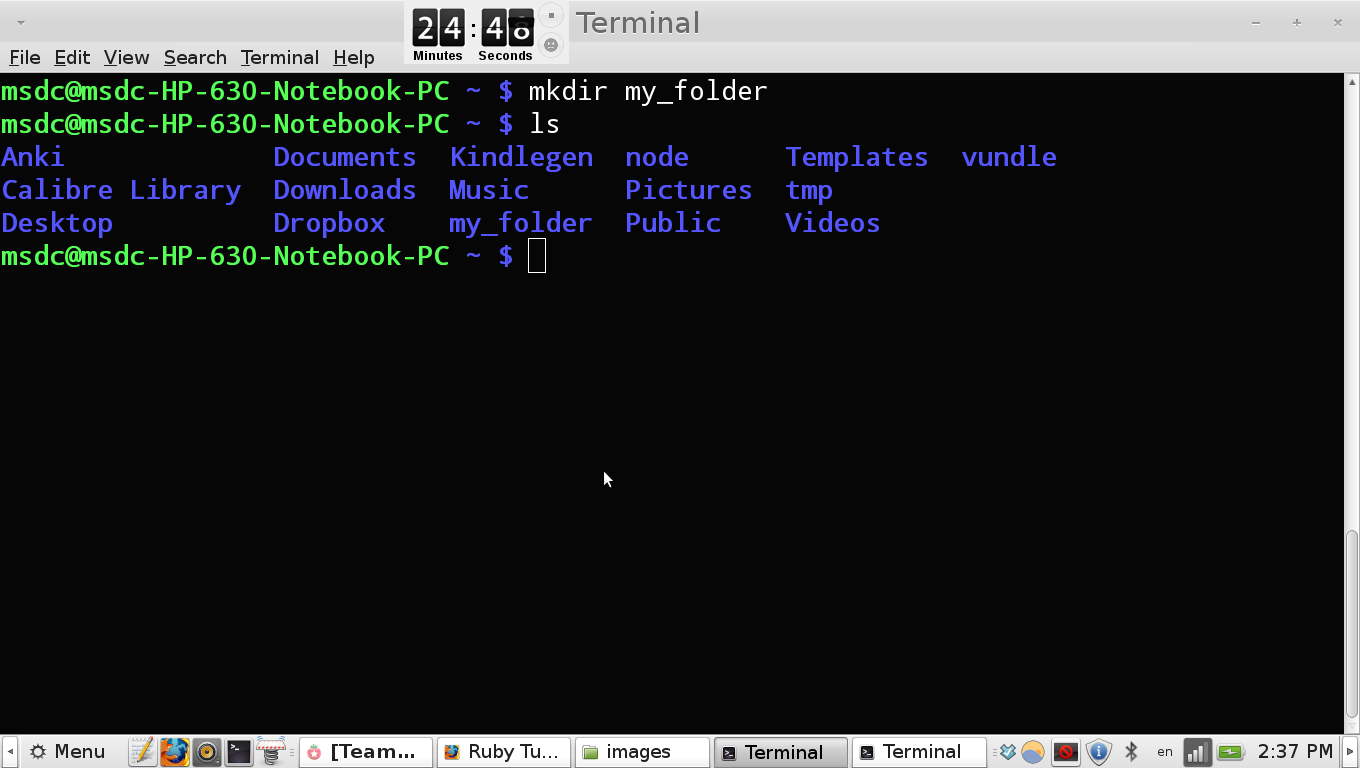 24:48 Terminal
Minutes Seconds
File Edit View Search Terminal Help
msdc@msdc-HP-630-Notebook-PC ~ $ mkdir my_folder
msdc@msdc-HP-630-Notebook-PC ~ $ ls
Anki Documents Kindlegen node Templates vundle
Calibre Library Downloads Music Pictures tmp
Desktop Dropbox my_folder Public Videos
msdc@msdc-HP-630-Notebook-PC ~ $
Menu [Team... Ruby Tu... images Terminal Terminal en 2:37 PM